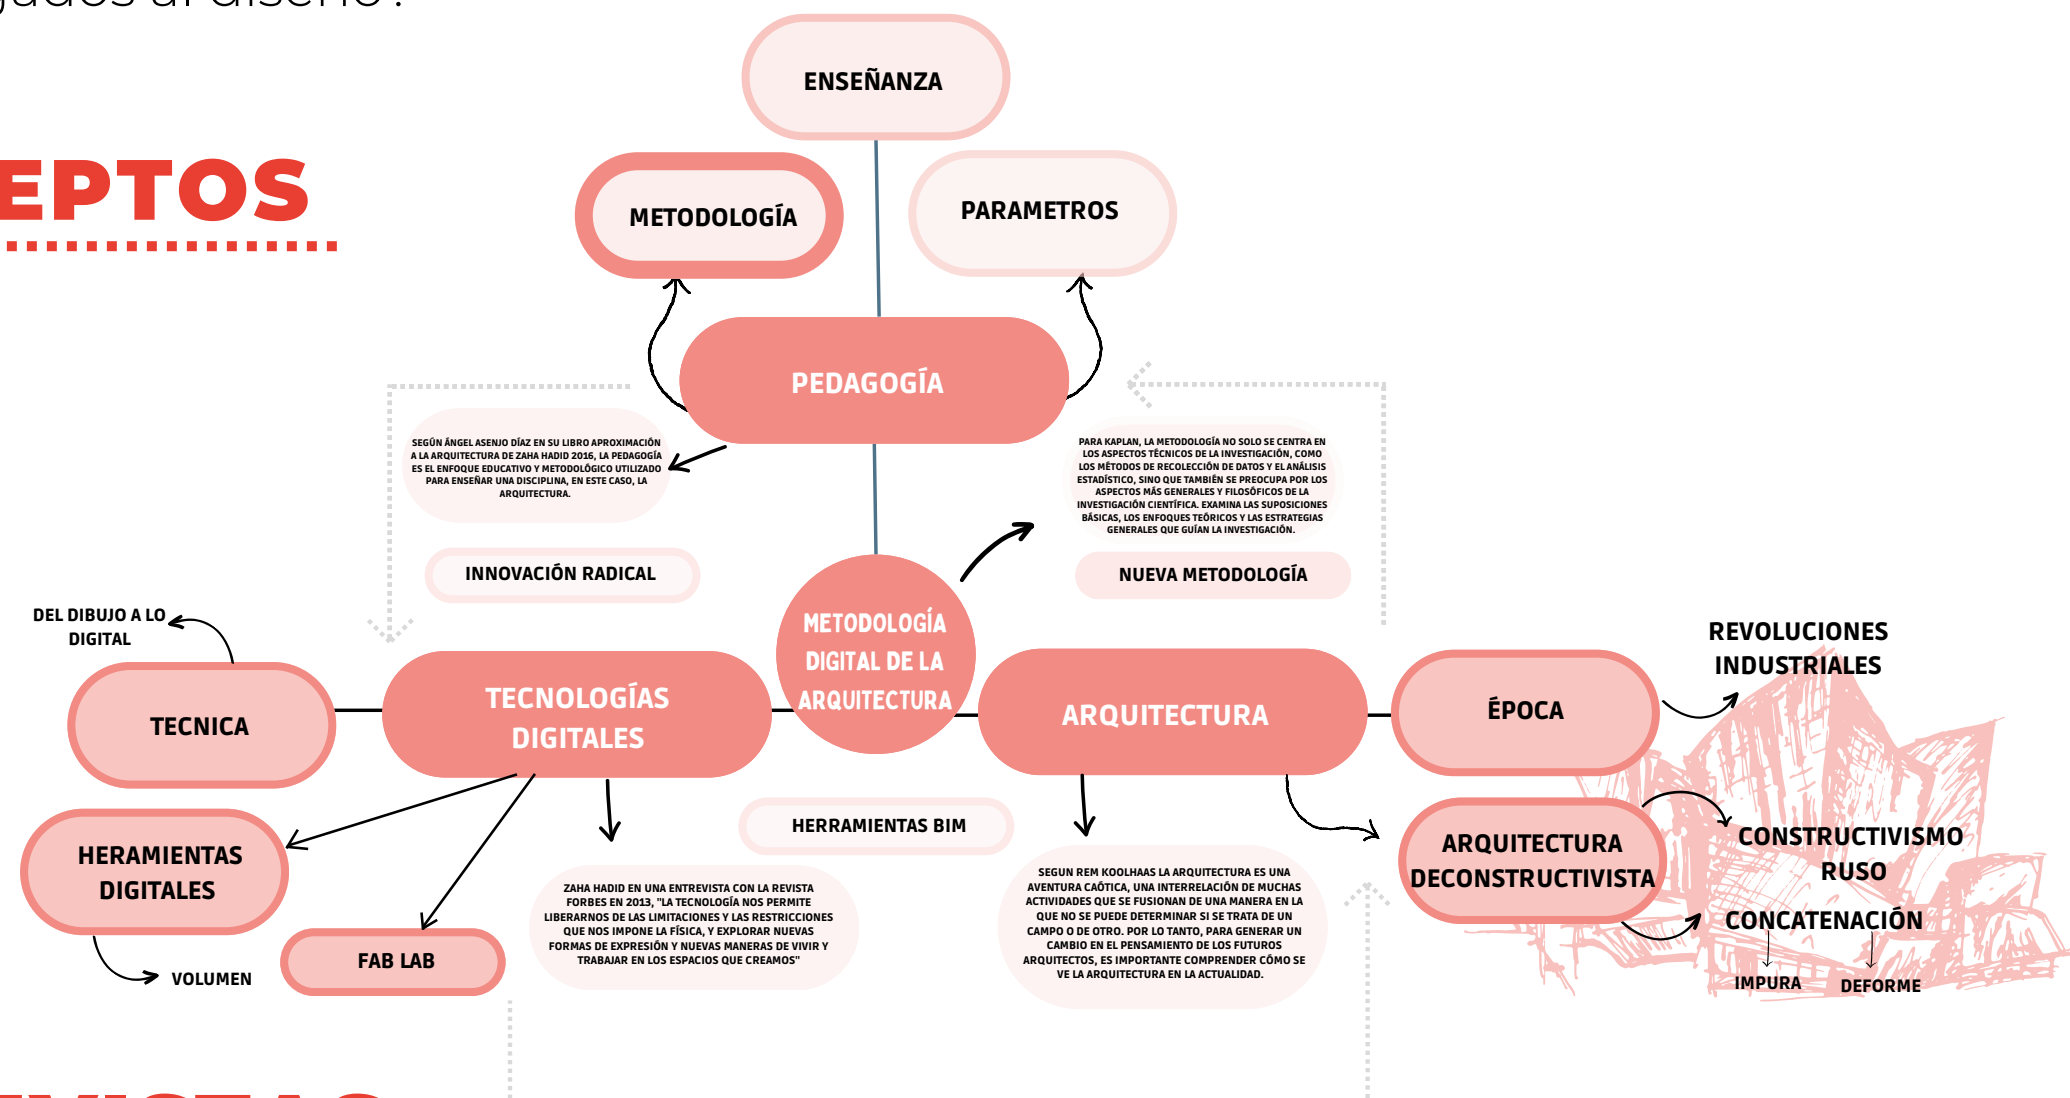 al diseño?
ENSEÑANZA
EPTOS
METODOLOGÍA
PARAMETROS
PEDAGOGÍA
SEGÚN ÁNGEL ASENJO DÍAZ EN SU LIBRO APROXIMACIÓN
A LA ARQUITECTURA DE ZAHA HADID 2016, LA PEDAGOGÍA
ES EL ENFOQUE EDUCATIVO Y METODOLÓGICO UTILIZADO
PARA ENSEÑAR UNA DISCIPLINA, EN ESTE CASO, LA
ARQUITECTURA.
PARA KAPLAN, LA METODOLOGÍA NO SOLO SE CENTRA EN
LOS ASPECTOS TÉCNICOS DE LA INVESTIGACIÓN, COMO
LOS MÉTODOS DE RECOLECCIÓN DE DATOS Y EL ANÁLISIS
ESTADÍSTICO, SINO QUE TAMBIÉN SE PREOCUPA POR LOS
ASPECTOS MÁS GENERALES Y FILOSÓFICOS DE LA
INVESTIGACIÓN CIENTÍFICA. EXAMINA LAS SUPOSICIONES
BÁSICAS, LOS ENFOQUES TEÓRICOS Y LAS ESTRATEGIAS
GENERALES QUE GUÍAN LA INVESTIGACIÓN.
INNOVACIÓN RADICAL
NUEVA METODOLOGÍA
METODOLOGÍA
DIGITAL DE LA
ARQUITECTURA
DEL DIBUJO A LO
DIGITAL
TECNICA
TECNOLOGÍAS
DIGITALES
ARQUITECTURA
ÉPOCA
REVOLUCIONES
INDUSTRIALES
HERAMIENTAS
DIGITALES
VOLUMEN
FAB LAB
HERRAMIENTAS BIM
ZAHA HADID EN UNA ENTREVISTA CON LA REVISTA
FORBES EN 2013, "LA TECNOLOGÍA NOS PERMITE
LIBERARNOS DE LAS LIMITACIONES Y LAS RESTRICCIONES
QUE NOS IMPONE LA FÍSICA, Y EXPLORAR NUEVAS
FORMAS DE EXPRESIÓN Y NUEVAS MANERAS DE VIVIR Y
TRABAJAR EN LOS ESPACIOS QUE CREAMOS"
SEGUN REM KOOLHAAS LA ARQUITECTURA ES UNA
AVENTURA CAÓTICA, UNA INTERRELACIÓN DE MUCHAS
ACTIVIDADES QUE SE FUSIONAN DE UNA MANERA EN LA
QUE NO SE PUEDE DETERMINAR SI SE TRATA DE UN
CAMPO O DE OTRO. POR LO TANTO, PARA GENERAR UN
CAMBIO EN EL PENSAMIENTO DE LOS FUTUROS
ARQUITECTOS, ES IMPORTANTE COMPRENDER CÓMO SE
VE LA ARQUITECTURA EN LA ACTUALIDAD.
ARQUITECTURA
DECONSTRUCTIVISTA
CONSTRUCTIVISMO
RUSO
CONCATENACIÓN
IMPURA
DEFORME